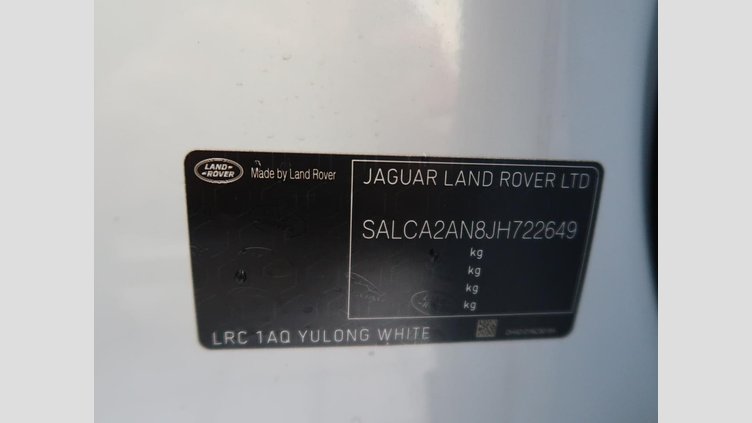 LAND-
-ROVER
Made by Land Rover
JAGUAR LAND ROVER LTD
SALCA2AN8JH722649
kg
kg
kg
kg
LRC 1AQ YULONG WHITE